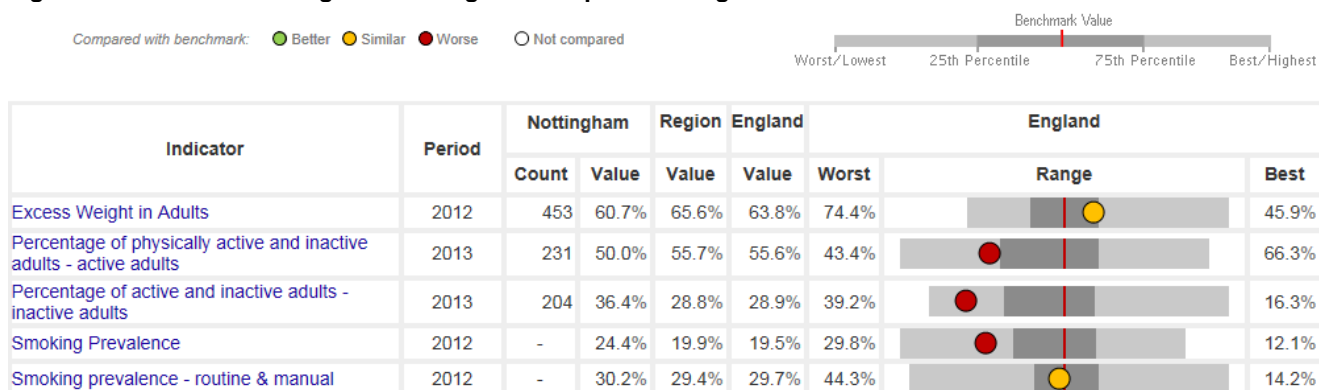 Compared with benchmark: Better Similar Worse Not compared
Benchmark Value
Worst/Lowest 25th Percentile 75th Percentile Best/Highest
Indicator Period Nottingham Region England England
Count Value Value Value Worst Range Best
Excess Weight in Adults 2012 453 60.7% 65.6% 63.8% 74.4% 45.9%
Percentage of physically active and inactive
adults - active adults 2013 231 50.0% 55.7% 55.6% 43.4% 66.3%
Percentage of active and inactive adults -
inactive adults 2013 204 36.4% 28.8% 28.9% 39.2% 16.3%
Smoking Prevalence 2012 - 24.4% 19.9% 19.5% 29.8% 12.1%
Smoking prevalence - routine & manual 2012 - 30.2% 29.4% 29.7% 44.3% 14.2%